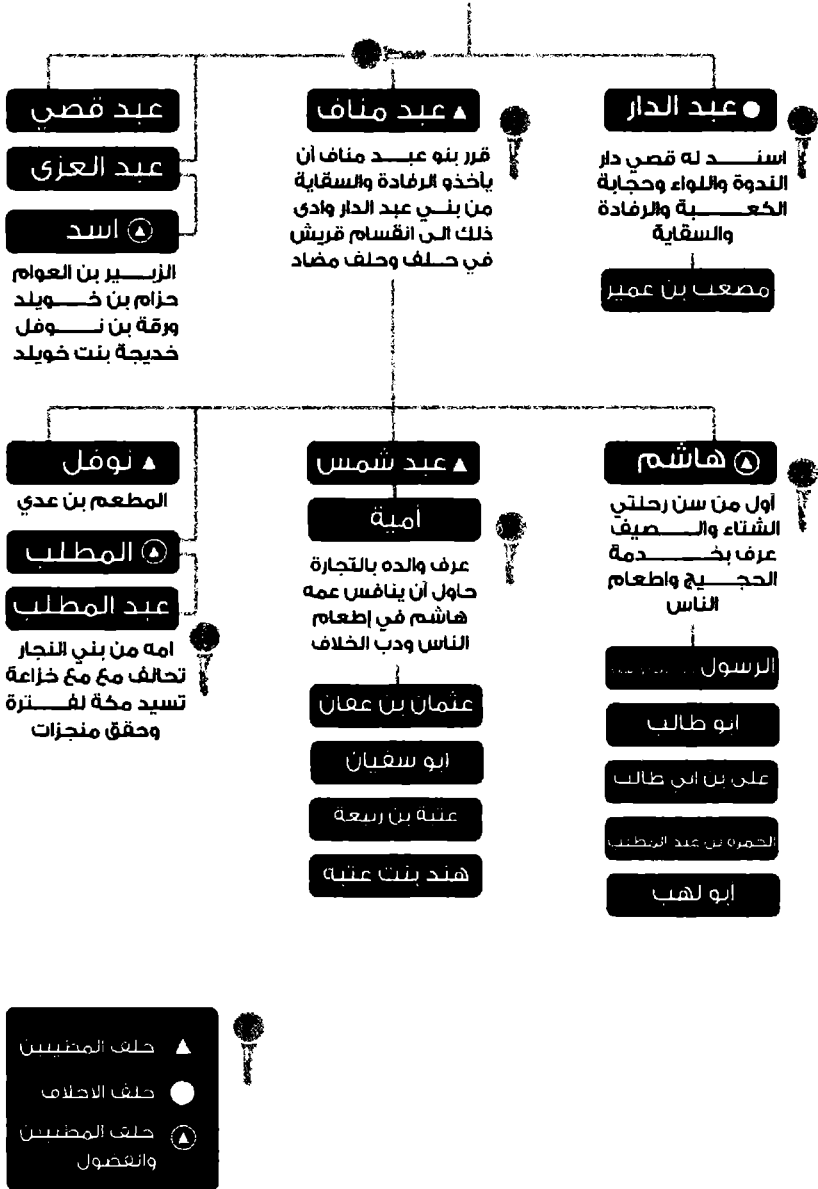 عبد الدار
اسند له قصي دار
الندوة واللواء وحجابة
الكعبة والرفادة
والسقاية
مصعب بن عمير
عبد مناف
قرر بنو عبد مناف أن
يأخذو الرفادة والسقاية
من بني عبد الدار وادى
ذلك الى انقسام قريش
في حلف وحلف مضاد
عبد قصي
عبد العزى
اسد
الزبير بن العوام
حزام بن خويلد
ورقة بن نوفل
خديجة بنت خويلد
هاشم
أول من سن رحلتي
الشتاء والصيف
عرف بخدمة
الحجيج واطعام
الناس
الرسول
ابو طالب
علي بن ابي طالب
الحمزة بن عبد المطلب
أبو لهب
عبد شمس
أمية
عرف والده بالتجارة
حاول أن ينافس عمه
هاشم في إطعام
الناس ودب الخلاف
عثمان بن عفان
ابو سفيان
عتبة بن ربيعة
هند بنت عتبه
نوفل
المطعم بن عدي
المطلب
عبد المطلب
امه من بني النجار
تحالف مع مع خزاعة
تسيد مكة لفترة
وحقق منجزات
حلف المطيبين
حلف الاحلاف
حلف المطيبين
والفضول